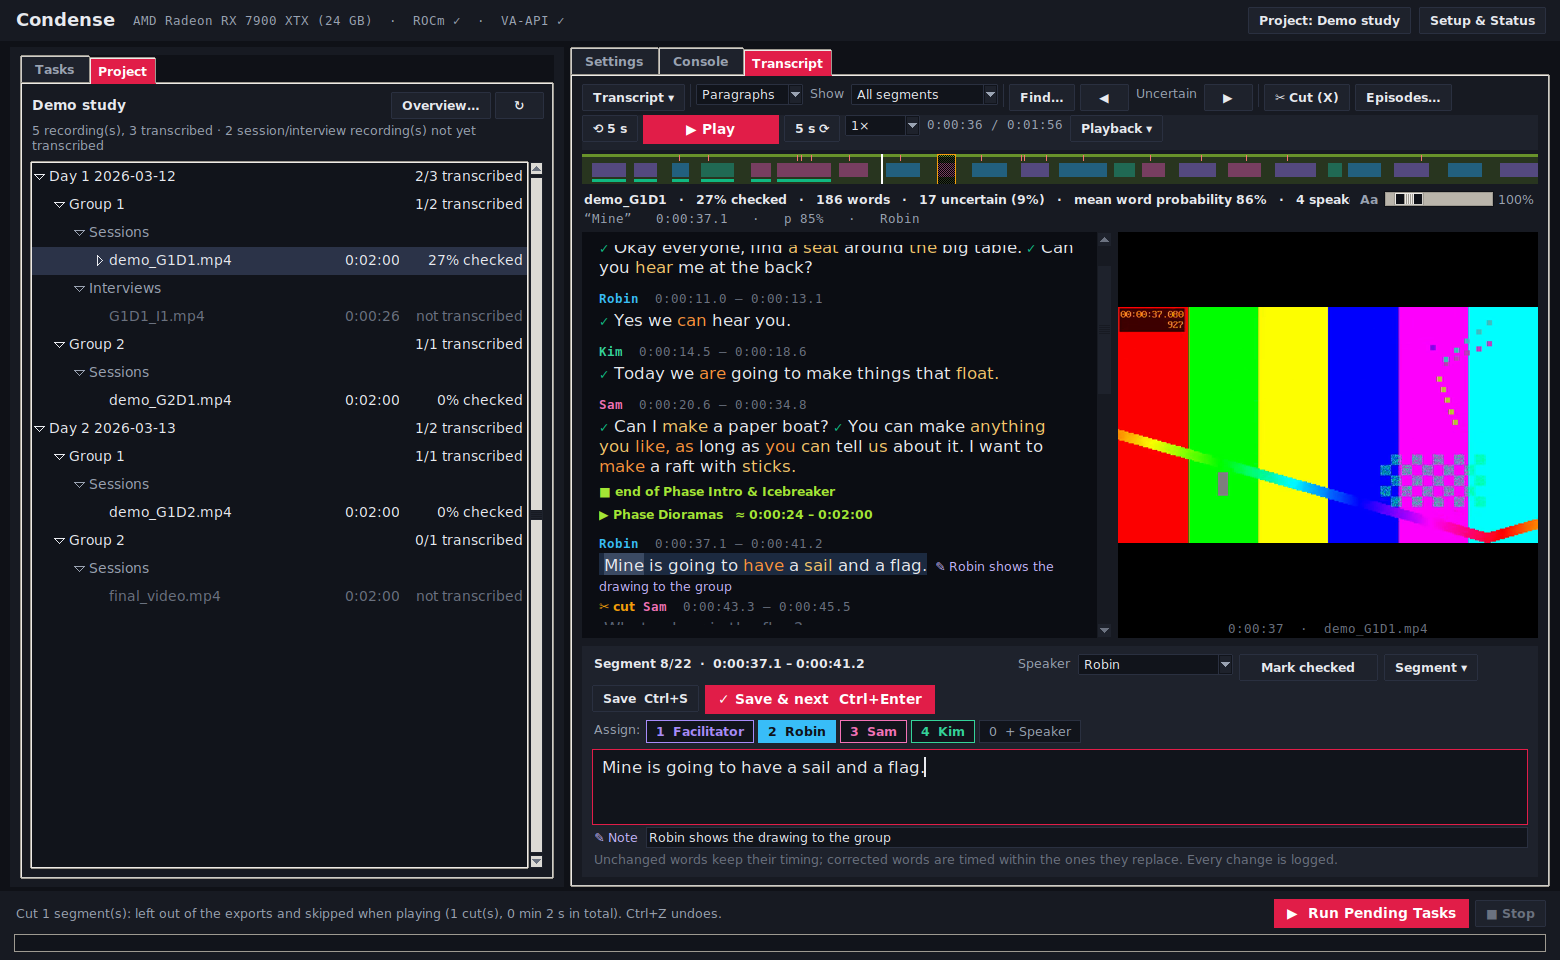 Condense AMD Radeon RX 7900 XTX (24 GB) · ROCm ✓ · VA-API ✓ Project: Demo study Setup & Status
Tasks Project
Demo study Overview... ↻
5 recording(s), 3 transcribed · 2 session/interview recording(s) not yet
transcribed
Day 1 2026-03-12 2/3 transcribed
Group 1 1/2 transcribed
Sessions
demo_G1D1.mp4 0:02:00 27% checked
Interviews
G1D1_I1.mp4 0:00:26 not transcribed
Group 2 1/1 transcribed
Sessions
demo_G2D1.mp4 0:02:00 0% checked
Day 2 2026-03-13 1/2 transcribed
Group 1 1/1 transcribed
Sessions
demo_G1D2.mp4 0:02:00 0% checked
Group 2 0/1 transcribed
Sessions
final_video.mp4 0:02:00 not transcribed
Settings Console Transcript
Transcript ▾ Paragraphs Show All segments Find... ◀ Uncertain ▶ ✂ Cut (X) Episodes...
⟲ 5 s ▶ Play 5 s ⟳ 1× 0:00:36 / 0:01:56 Playback ▾
demo_G1D1 · 27% checked · 186 words · 17 uncertain (9%) · mean word probability 86% · 4 speak Aa 100%
“Mine” 0:00:37.1 · p 85% · Robin
✓ Okay everyone, find a seat around the big table. ✓ Can
you hear me at the back?
Robin 0:00:11.0 – 0:00:13.1
✓ Yes we can hear you.
Kim 0:00:14.5 – 0:00:18.6
✓ Today we are going to make things that float.
Sam 0:00:20.6 – 0:00:34.8
✓ Can I make a paper boat? ✓ You can make anything
you like, as long as you can tell us about it. I want to
make a raft with sticks.
■ end of Phase Intro & Icebreaker
▶ Phase Dioramas ≈ 0:00:24 – 0:02:00
Robin 0:00:37.1 – 0:00:41.2
Mine is going to have a sail and a flag. ✎ Robin shows the
drawing to the group
✂ cut Sam 0:00:43.3 – 0:00:45.5
00:00:37.000
927
0:00:37 · demo_G1D1.mp4
Segment 8/22 · 0:00:37.1 – 0:00:41.2 Speaker Robin Mark checked Segment ▾
Save Ctrl+S ✓ Save & next Ctrl+Enter
Assign: 1 Facilitator 2 Robin 3 Sam 4 Kim 0 + Speaker
Mine is going to have a sail and a flag.
✎ Note Robin shows the drawing to the group
Unchanged words keep their timing; corrected words are timed within the ones they replace. Every change is logged.
Cut 1 segment(s): left out of the exports and skipped when playing (1 cut(s), 0 min 2 s in total). Ctrl+Z undoes. ▶ Run Pending Tasks ■ Stop